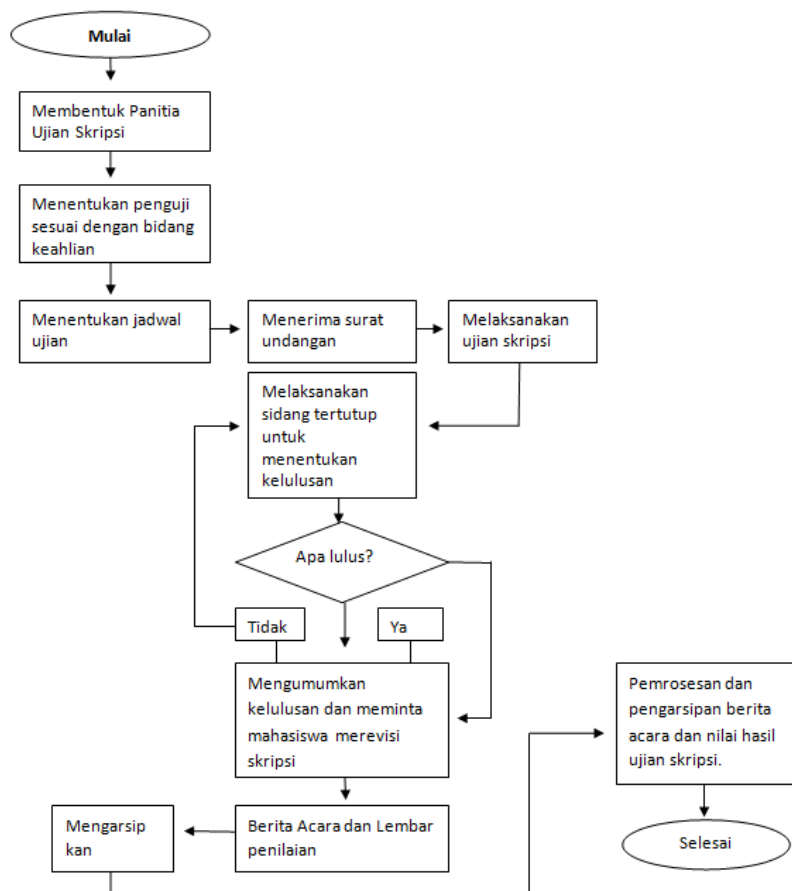 Mulai
Membentuk Panitia
Ujian Skripsi
Menentukan penguji
sesuai dengan bidang
keahlian
Menentukan jadwal
ujian
Menerima surat
undangan
Melaksanakan
ujian skripsi
Melaksanakan
sidang tertutup
untuk
menentukan
kelulusan
Apa lulus?
Tidak
Ya
Mengumumkan
kelulusan dan meminta
mahasiswa merevisi
skripsi
Berita Acara dan Lembar
penilaian
Mengarsip
kan
Pemrosesan dan
pengarsipan berita
acara dan nilai hasil
ujian skripsi.
Selesai